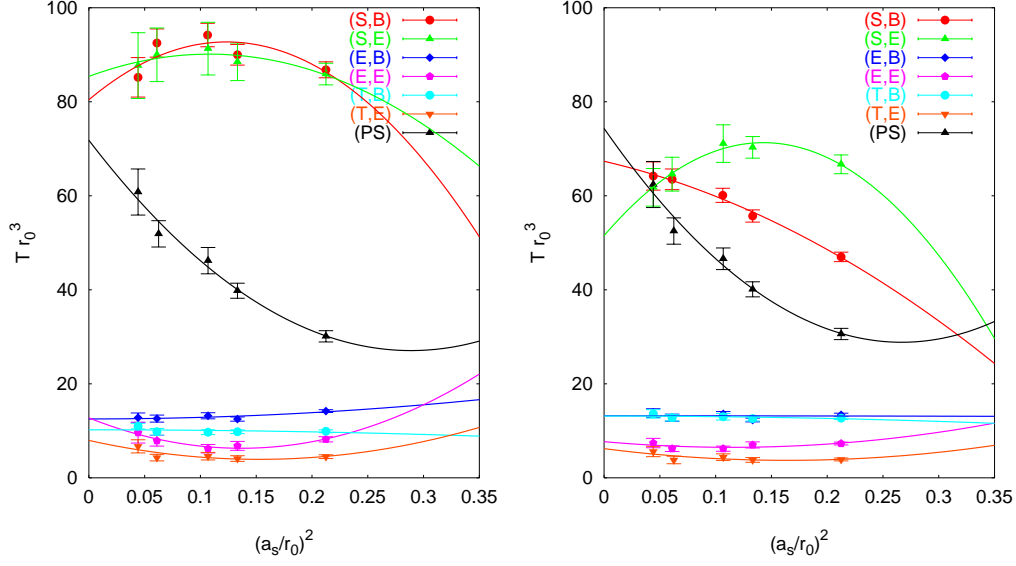 100
80
60
40
20
0
T r₀³
0 0.05 0.1 0.15 0.2 0.25 0.3 0.35
(aₛ/r₀)²
(S,B)
(S,E)
(E,B)
(E,E)
(T,B)
(T,E)
(PS)
100
80
60
40
20
0
T r₀³
0 0.05 0.1 0.15 0.2 0.25 0.3 0.35
(aₛ/r₀)²
(S,B)
(S,E)
(E,B)
(E,E)
(T,B)
(T,E)
(PS)